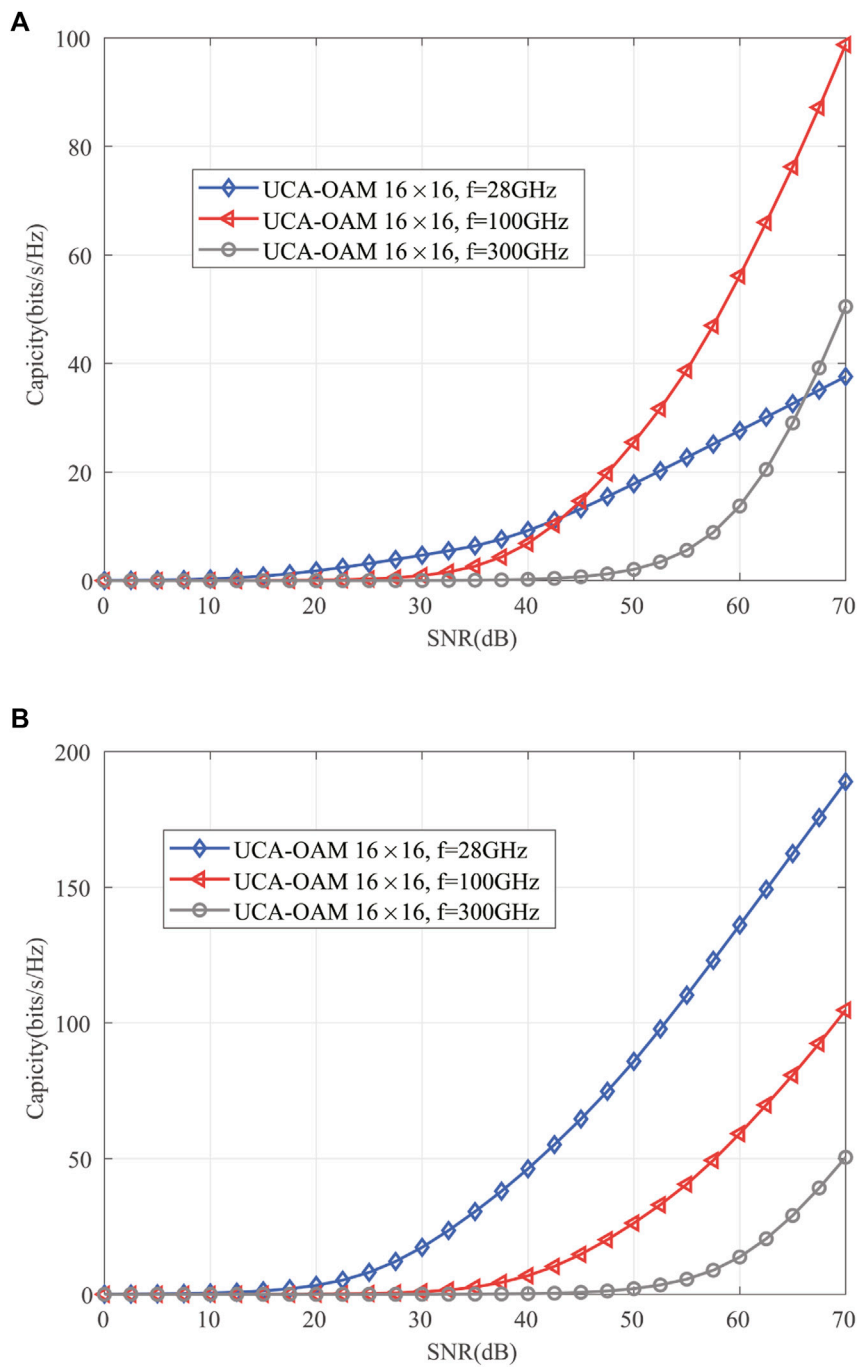 A
100
80
60
40
20
0
Capicity(bits/s/Hz)
UCA-OAM 16×16, f=28GHz
UCA-OAM 16×16, f=100GHz
UCA-OAM 16×16, f=300GHz
0 10 20 30 40 50 60 70
SNR(dB)
B
200
150
100
50
0
Capicity(bits/s/Hz)
UCA-OAM 16×16, f=28GHz
UCA-OAM 16×16, f=100GHz
UCA-OAM 16×16, f=300GHz
0 10 20 30 40 50 60 70
SNR(dB)